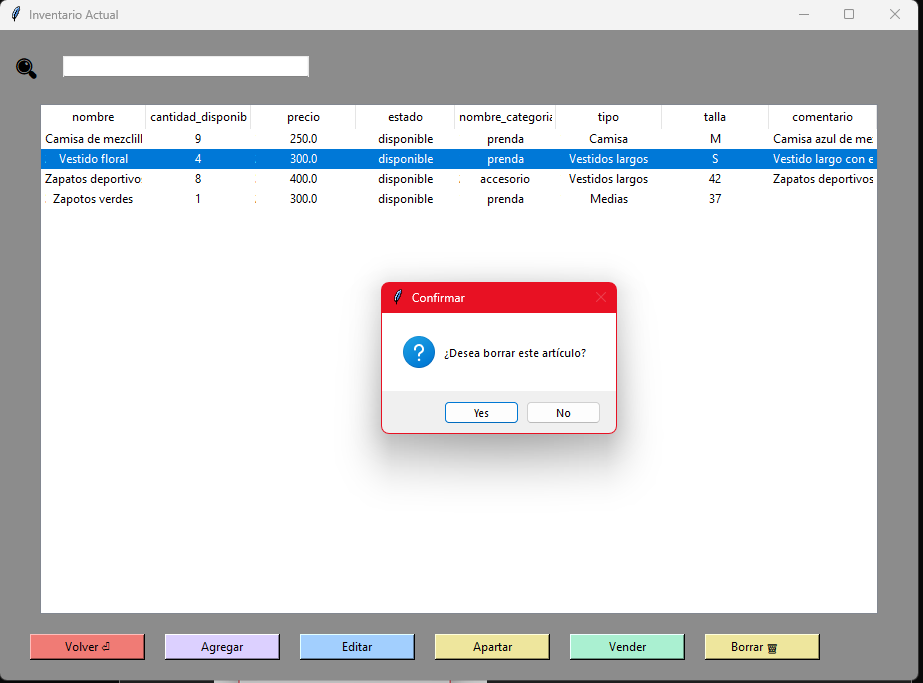 Inventario Actual
nombre cantidad_disponib precio estado nombre_categoria tipo talla comentario
Camisa de mezclill 9 250.0 disponible prenda Camisa M Camisa azul de me
Vestido floral 4 300.0 disponible prenda Vestidos largos S Vestido largo con e
Zapatos deportivo 8 400.0 disponible accesorio Vestidos largos 42 Zapatos deportivos
Zapotos verdes 1 300.0 disponible prenda Medias 37
Confirmar
¿Desea borrar este artículo?
Yes No
Volver ⏎ Agregar Editar Apartar Vender Borrar 🗑